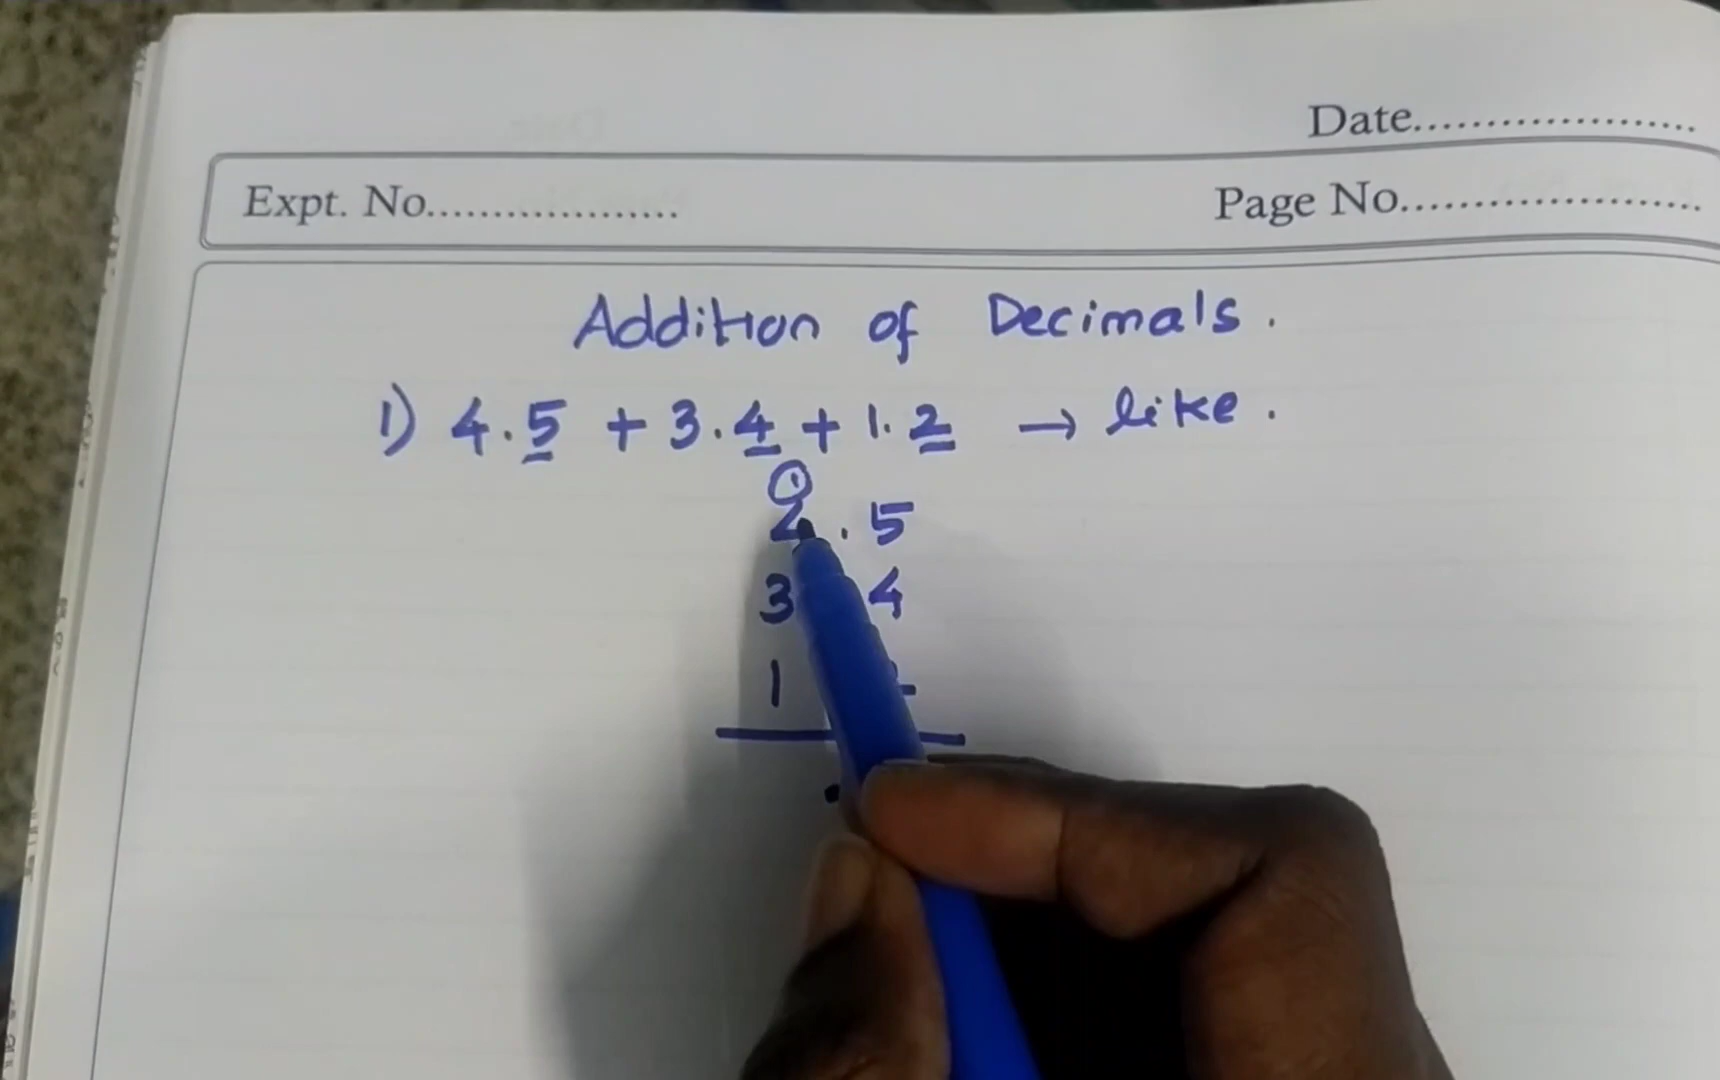 Date....................
Expt. No................... Page No.....................
Addition of Decimals.
1) 4.5 + 3.4 + 1.2 → like.
1
.5
3 4
1
.